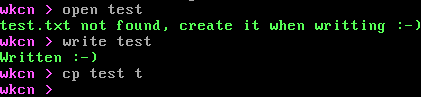 wkcn > open test
test.txt not found, create it when writting :-)
wkcn > write test
Written :-)
wkcn > cp test t
wkcn >